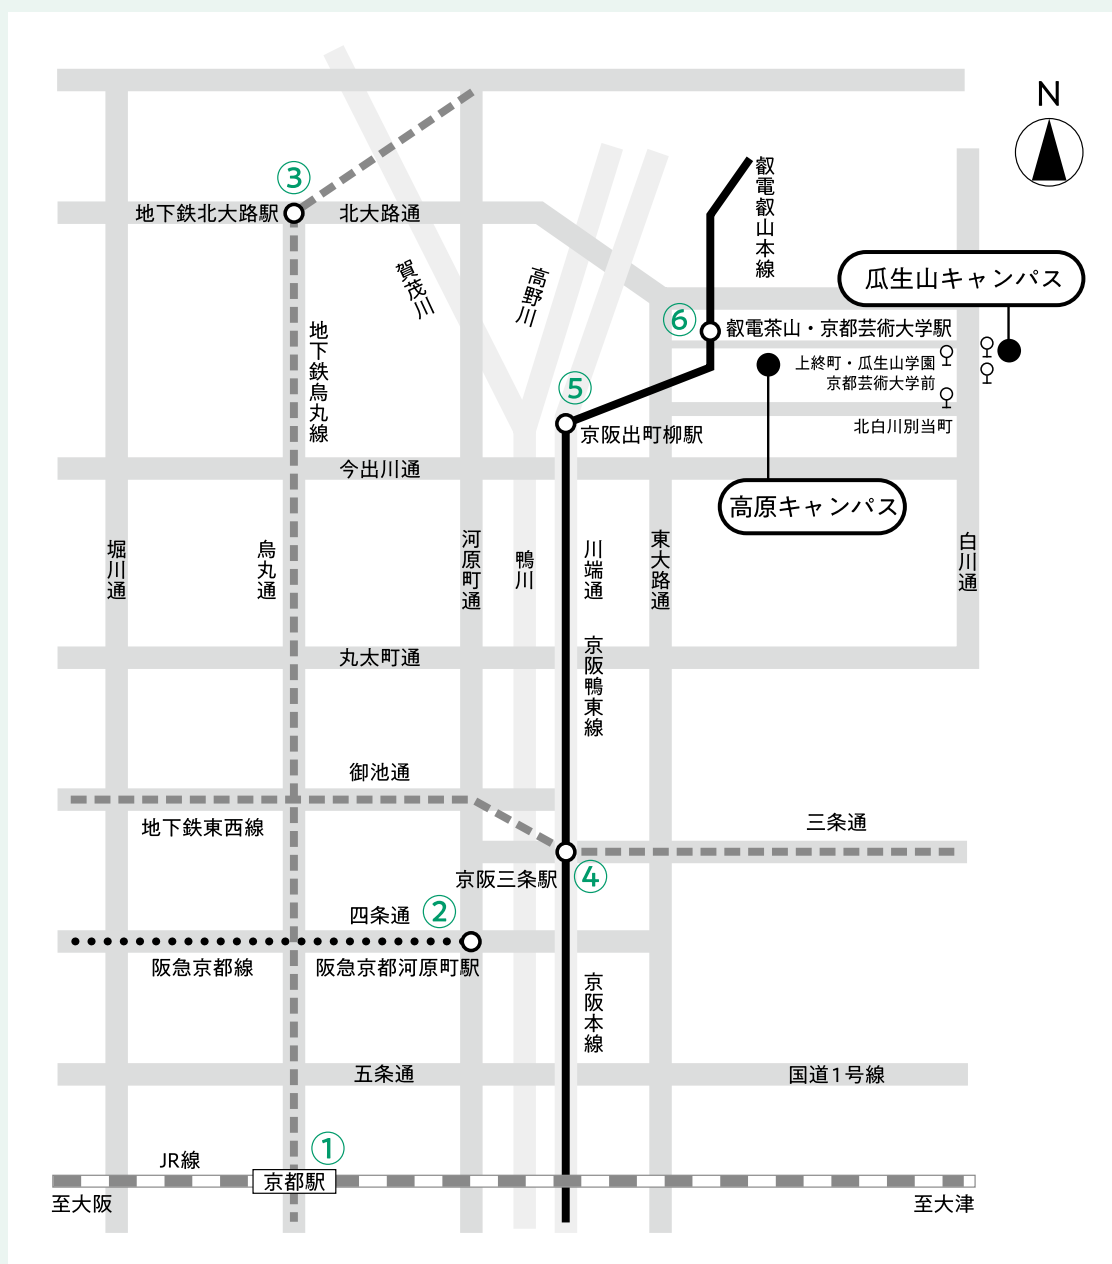 N
叡電叡山本線
③
地下鉄北大路駅
北大路通
賀茂川
高野川
瓜生山キャンパス
⑥
叡電茶山・京都芸術大学駅
地下鉄烏丸線
上終町・瓜生山学園
京都芸術大学前
⑤
京阪出町柳駅
北白川別当町
今出川通
高原キャンパス
堀川通
烏丸通
河原町通
鴨川
川端通
東大路通
白川通
丸太町通
京阪鴨東線
御池通
地下鉄東西線
三条通
京阪三条駅
④
四条通
②
阪急京都線
阪急京都河原町駅
京阪本線
五条通
国道1号線
①
JR線
京都駅
至大阪
至大津